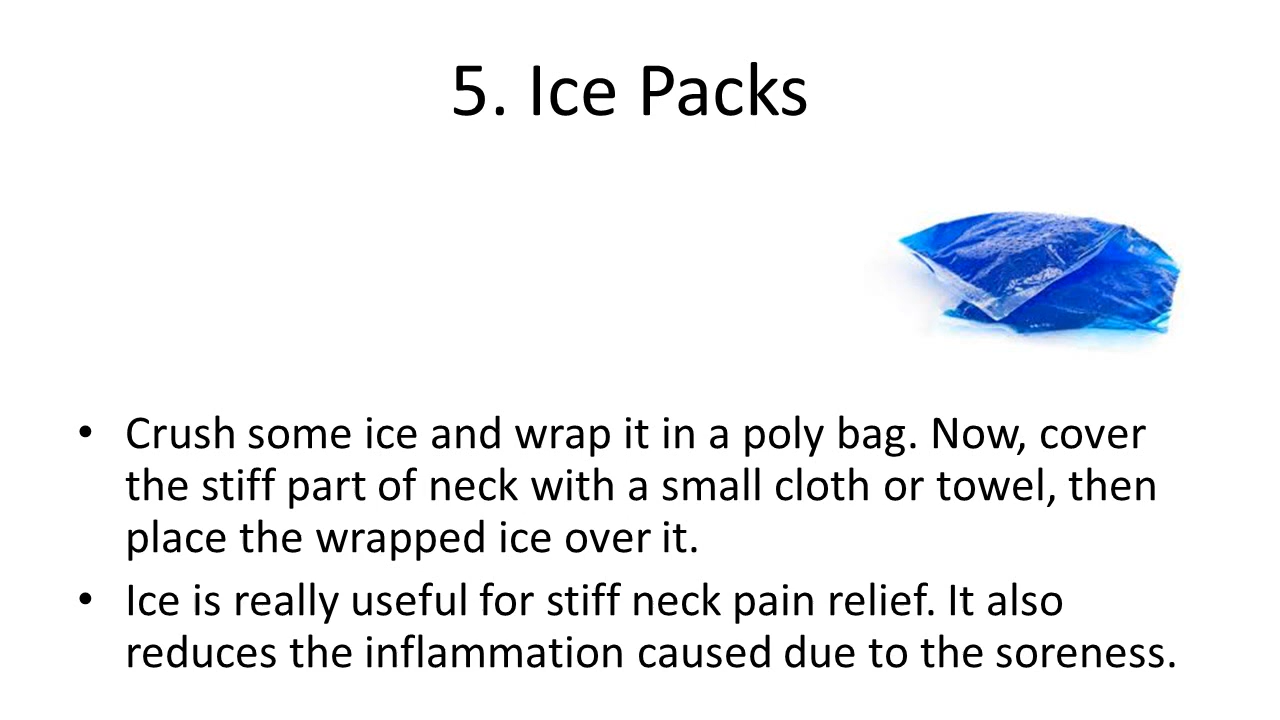 5. Ice Packs
• Crush some ice and wrap it in a poly bag. Now, cover
the stiff part of neck with a small cloth or towel, then
place the wrapped ice over it.
• Ice is really useful for stiff neck pain relief. It also
reduces the inflammation caused due to the soreness.